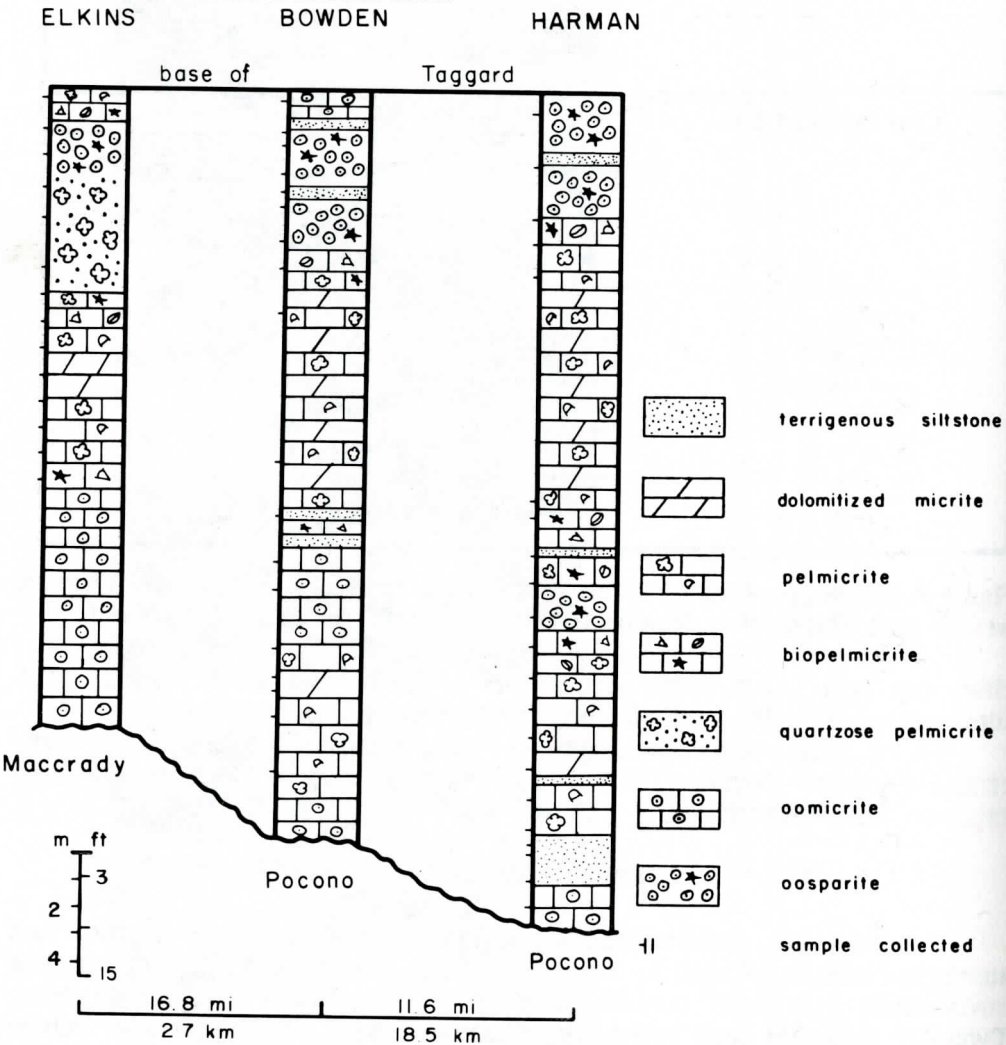 ELKINS BOWDEN HARMAN
base of Taggard
terrigenous siltstone
dolomitized micrite
pelmicrite
biopelmicrite
quartzose pelmicrite
Maccrady
oomicrite
m ft
3
Pocono
oosparite
2
4 15
Pocono
sample collected
16.8 mi 11.6 mi
27 km 18.5 km